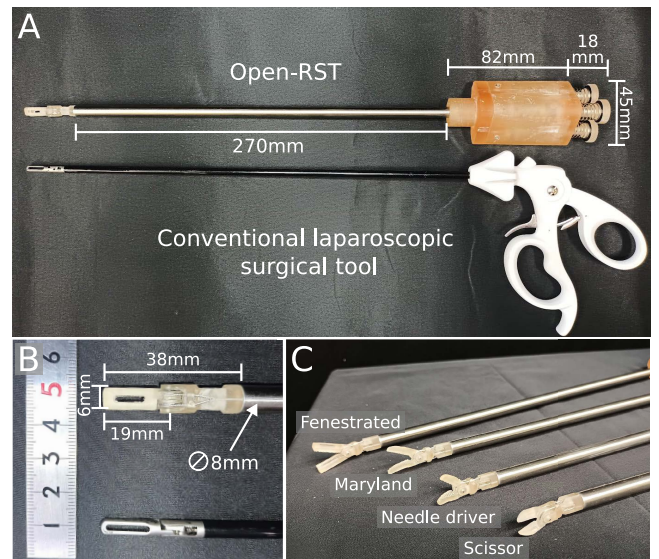 A
Open-RST
82mm
18
mm
45mm
270mm
Conventional laparoscopic
surgical tool
B
38mm
6mm
19mm
∅8mm
1 2 3 4 5 6
C
Fenestrated
Maryland
Needle driver
Scissor